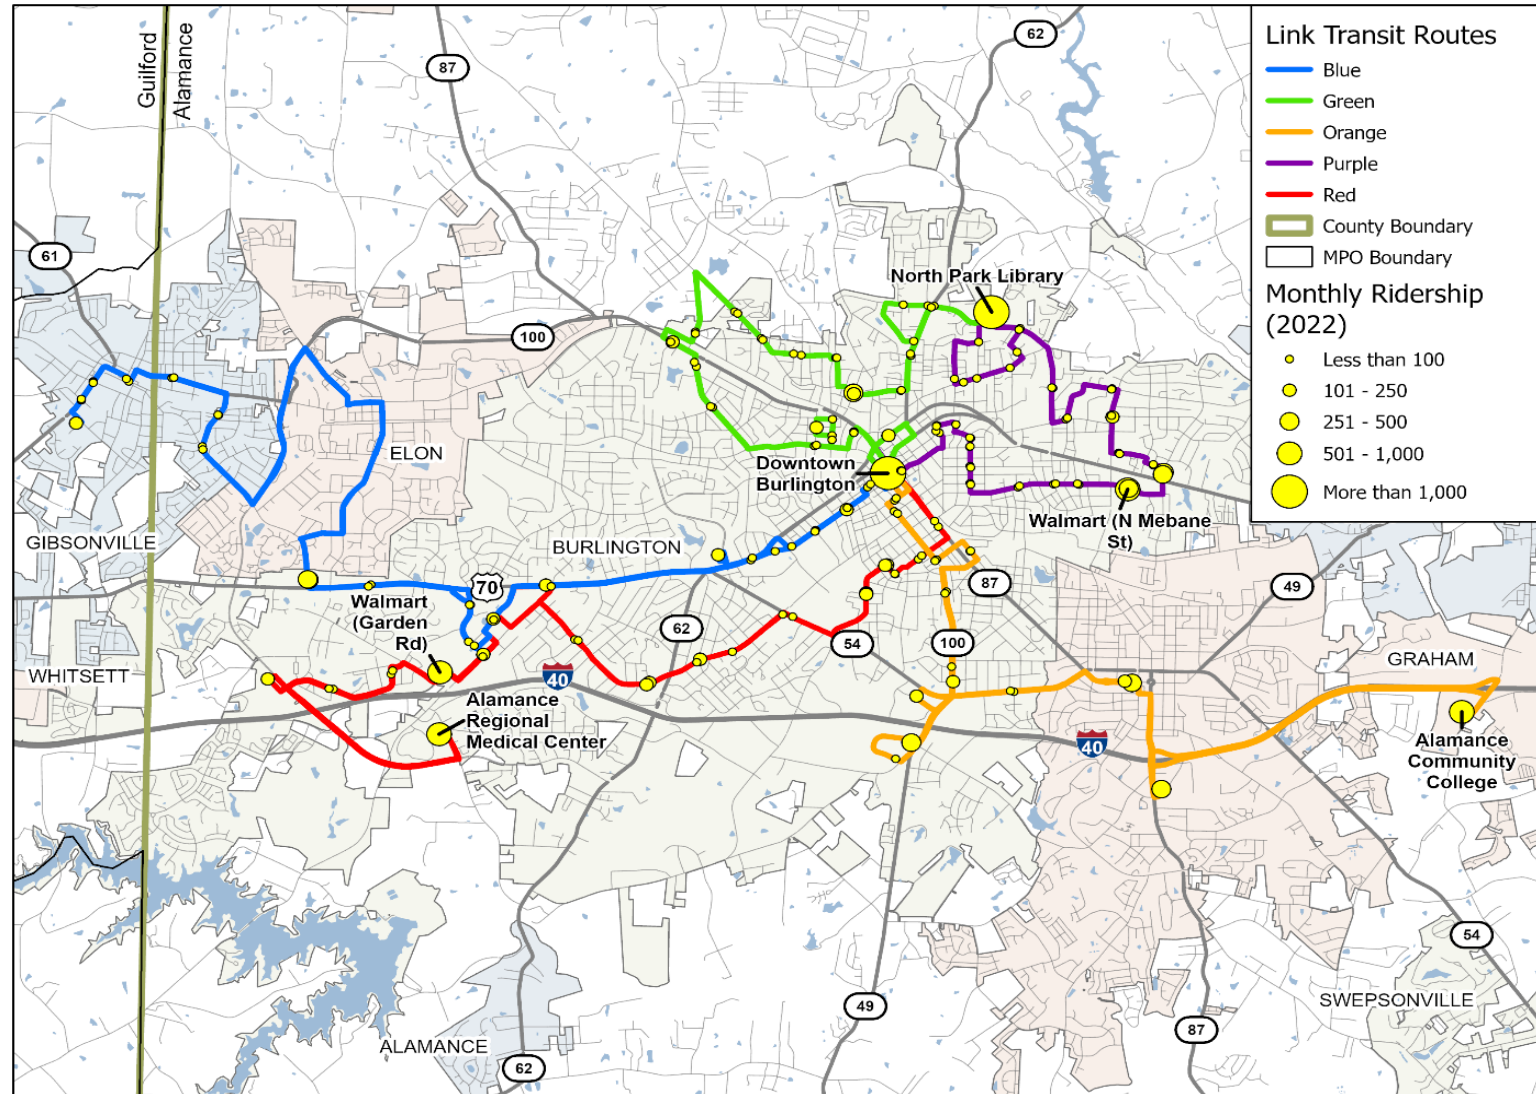 Guilford
Alamance
87
62
61
100
North Park Library
Downtown
Burlington
ELON
GIBSONVILLE
BURLINGTON
Walmart (N Mebane
St)
70
Walmart
(Garden
Rd)
62
54
100
87
49
WHITSETT
GRAHAM
40
Alamance
Regional
Medical Center
40
Alamance
Community
College
54
49
87
SWEPSONVILLE
ALAMANCE
62
Link Transit Routes
Blue
Green
Orange
Purple
Red
County Boundary
MPO Boundary
Monthly Ridership
(2022)
Less than 100
101 - 250
251 - 500
501 - 1,000
More than 1,000